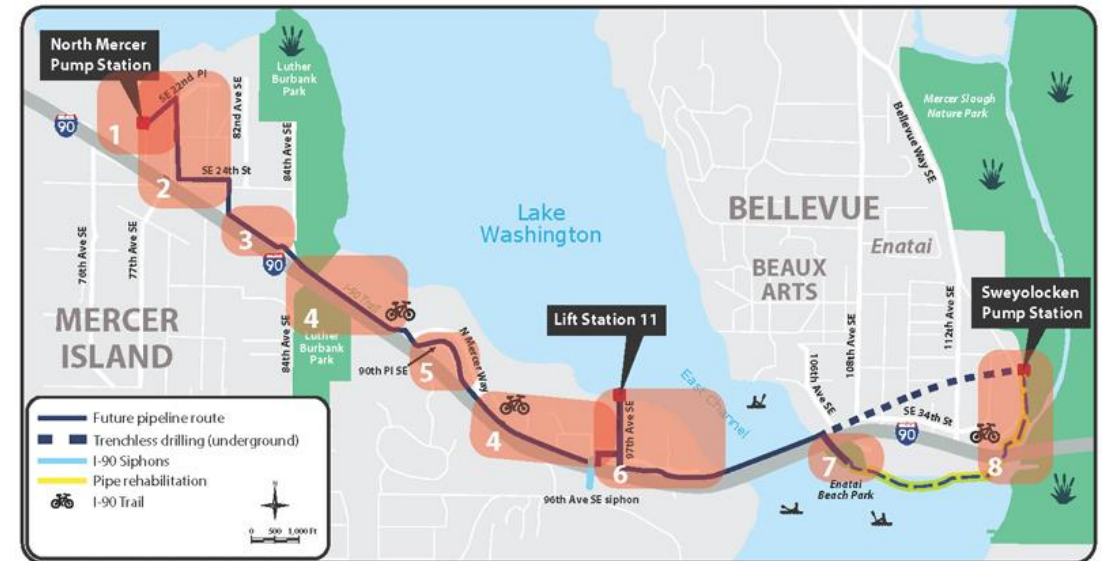 North Mercer
Pump Station
SE 22nd Pl
82nd Ave SE
Luther
Burbank
Park
84th Ave SE
90
1
SE 24th St
2
76th Ave SE
77th Ave SE
3
90
MERCER
ISLAND
84th Ave SE
4
I-90 Trail
Luther
Burbank
Park
90th Pl SE
5
N Mercer Way
Lake
Washington
Lift Station 11
4
97th Ave SE
6
96th Ave SE siphon
East Channel
BELLEVUE
Enatai
BEAUX
ARTS
Bellevue Way SE
Mercer Slough
Nature Park
Sweyolocken
Pump Station
106th Ave SE
108th Ave SE
112th Ave SE
SE 34th St
90
7
Enatai
Beach Park
8
Future pipeline route
Trenchless drilling (underground)
I-90 Siphons
Pipe rehabilitation
I-90 Trail
N
0 500 1,000 Ft